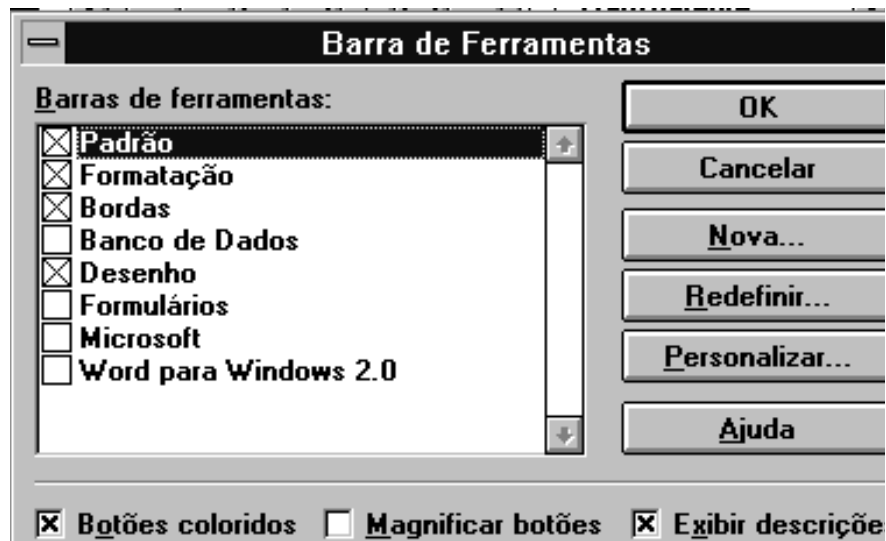 Barra de Ferramentas
Barras de ferramentas:
Padrão
Formatação
Bordas
Banco de Dados
Desenho
Formulários
Microsoft
Word para Windows 2.0
OK
Cancelar
Nova...
Redefinir...
Personalizar...
Ajuda
Botões coloridos
Magnificar botões
Exibir descriçõe